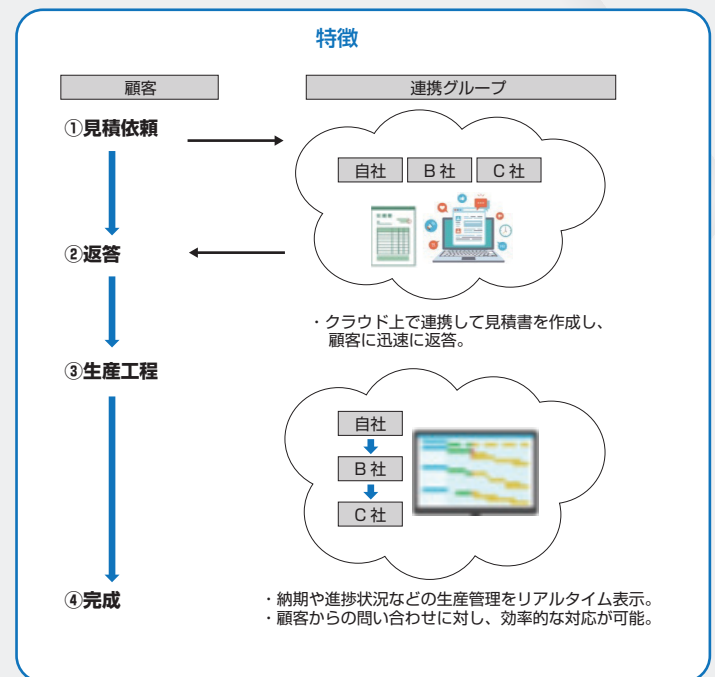 特徴
顧客
連携グループ
①見積依頼
自社
B社
C社
②返答
・クラウド上で連携して見積書を作成し、
顧客に迅速に返答。
③生産工程
自社
B社
C社
④完成
・納期や進捗状況などの生産管理をリアルタイム表示。
・顧客からの問い合わせに対し、効率的な対応が可能。